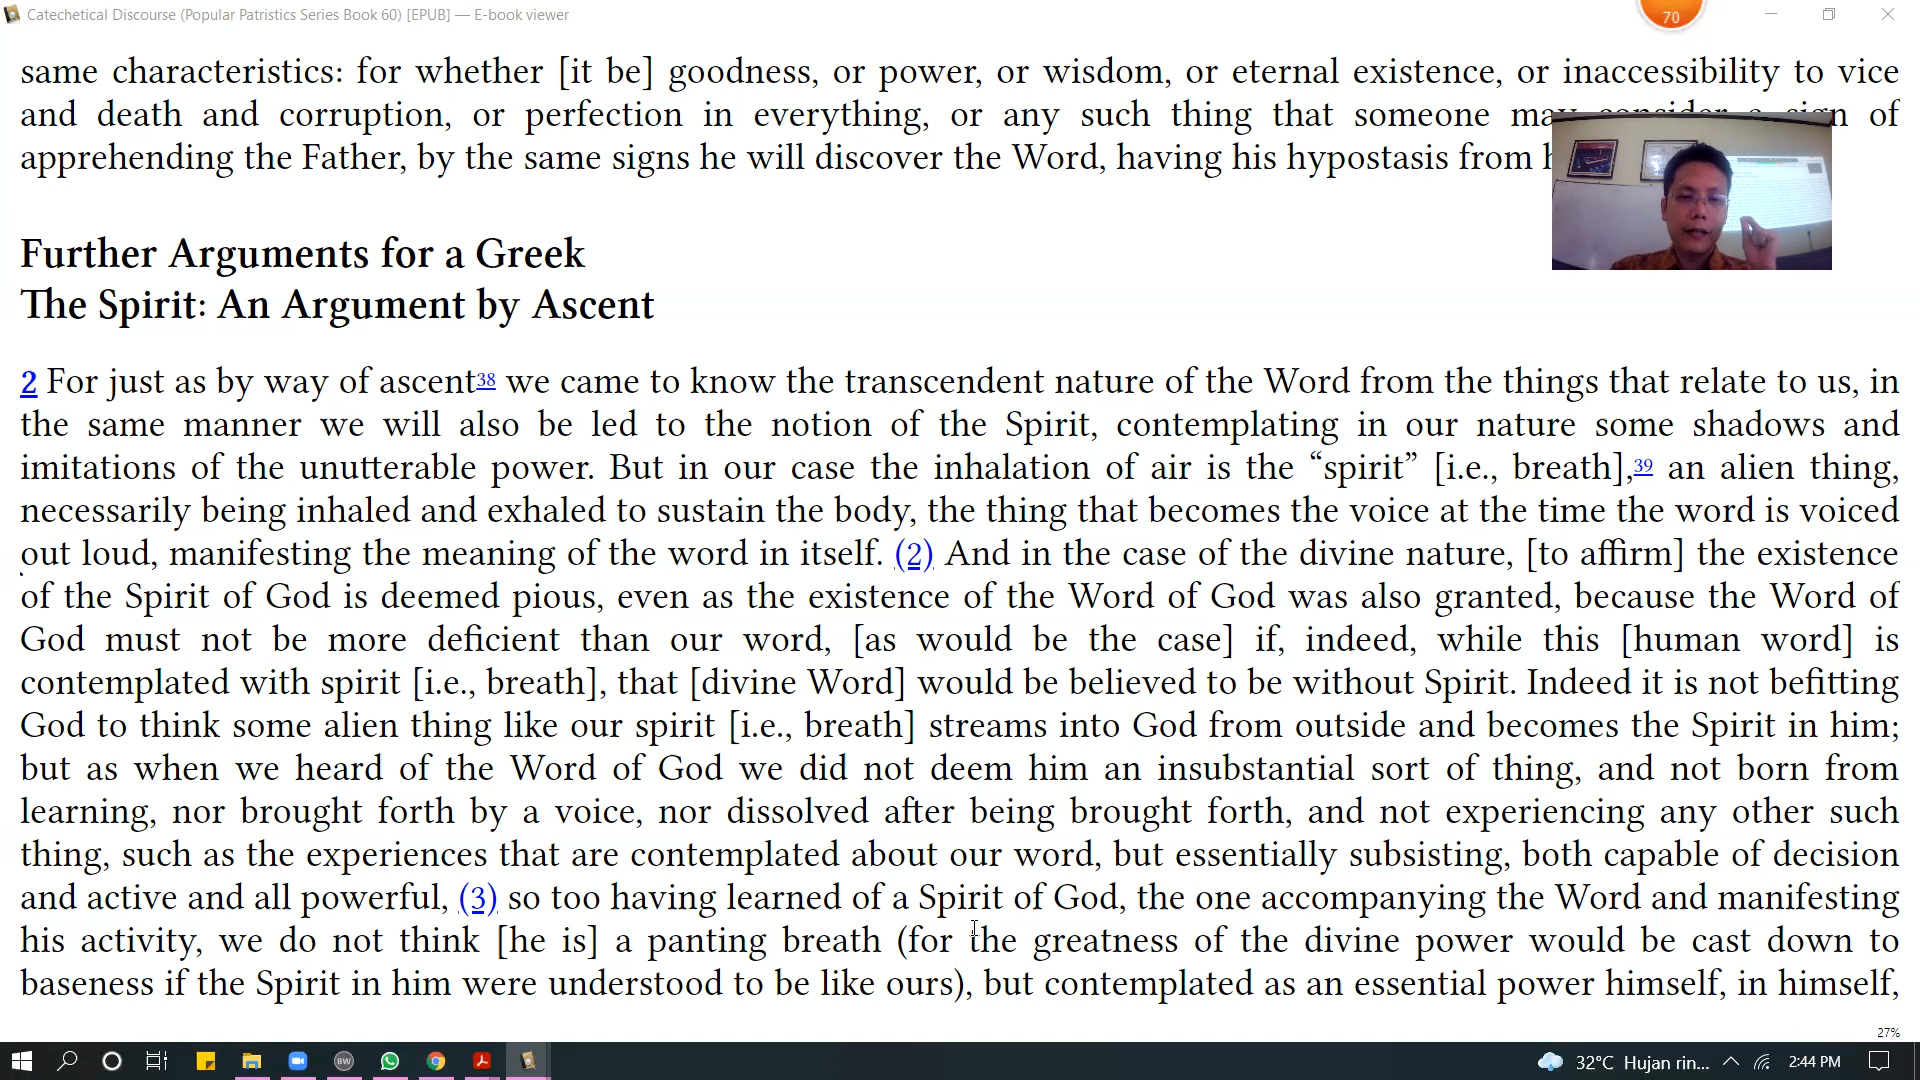 Catechetical Discourse (Popular Patristics Series Book 60) [EPUB] — E-book viewer
70
same characteristics: for whether [it be] goodness, or power, or wisdom, or eternal existence, or inaccessibility to vice
and death and corruption, or perfection in everything, or any such thing that someone may consider a sign of
apprehending the Father, by the same signs he will discover the Word, having his hypostasis from
Further Arguments for a Greek
The Spirit: An Argument by Ascent
2 For just as by way of ascent38 we came to know the transcendent nature of the Word from the things that relate to us, in
the same manner we will also be led to the notion of the Spirit, contemplating in our nature some shadows and
imitations of the unutterable power. But in our case the inhalation of air is the “spirit” [i.e., breath],39 an alien thing,
necessarily being inhaled and exhaled to sustain the body, the thing that becomes the voice at the time the word is voiced
out loud, manifesting the meaning of the word in itself. (2) And in the case of the divine nature, [to affirm] the existence
of the Spirit of God is deemed pious, even as the existence of the Word of God was also granted, because the Word of
God must not be more deficient than our word, [as would be the case] if, indeed, while this [human word] is
contemplated with spirit [i.e., breath], that [divine Word] would be believed to be without Spirit. Indeed it is not befitting
God to think some alien thing like our spirit [i.e., breath] streams into God from outside and becomes the Spirit in him;
but as when we heard of the Word of God we did not deem him an insubstantial sort of thing, and not born from
learning, nor brought forth by a voice, nor dissolved after being brought forth, and not experiencing any other such
thing, such as the experiences that are contemplated about our word, but essentially subsisting, both capable of decision
and active and all powerful, (3) so too having learned of a Spirit of God, the one accompanying the Word and manifesting
his activity, we do not think [he is] a panting breath (for the greatness of the divine power would be cast down to
baseness if the Spirit in him were understood to be like ours), but contemplated as an essential power himself, in himself,
27%
BW
32°C Hujan rin...
2:44 PM